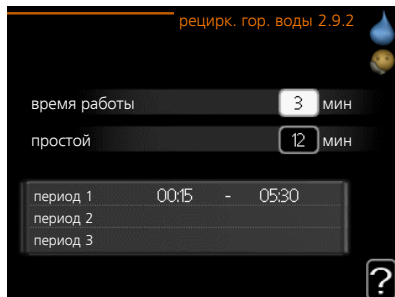 рецирк. гор. воды 2.9.2
время работы 3 мин
простой 12 мин
период 1 00:15 - 05:30
период 2
период 3
?